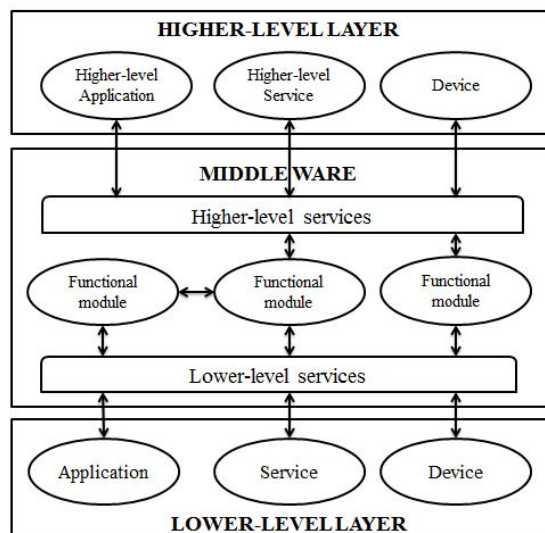 HIGHER-LEVEL LAYER
Higher-level
Application
Higher-level
Service
Device
MIDDLE WARE
Higher-level services
Functional
module
Functional
module
Functional
module
Lower-level services
Application
Service
Device
LOWER-LEVEL LAYER